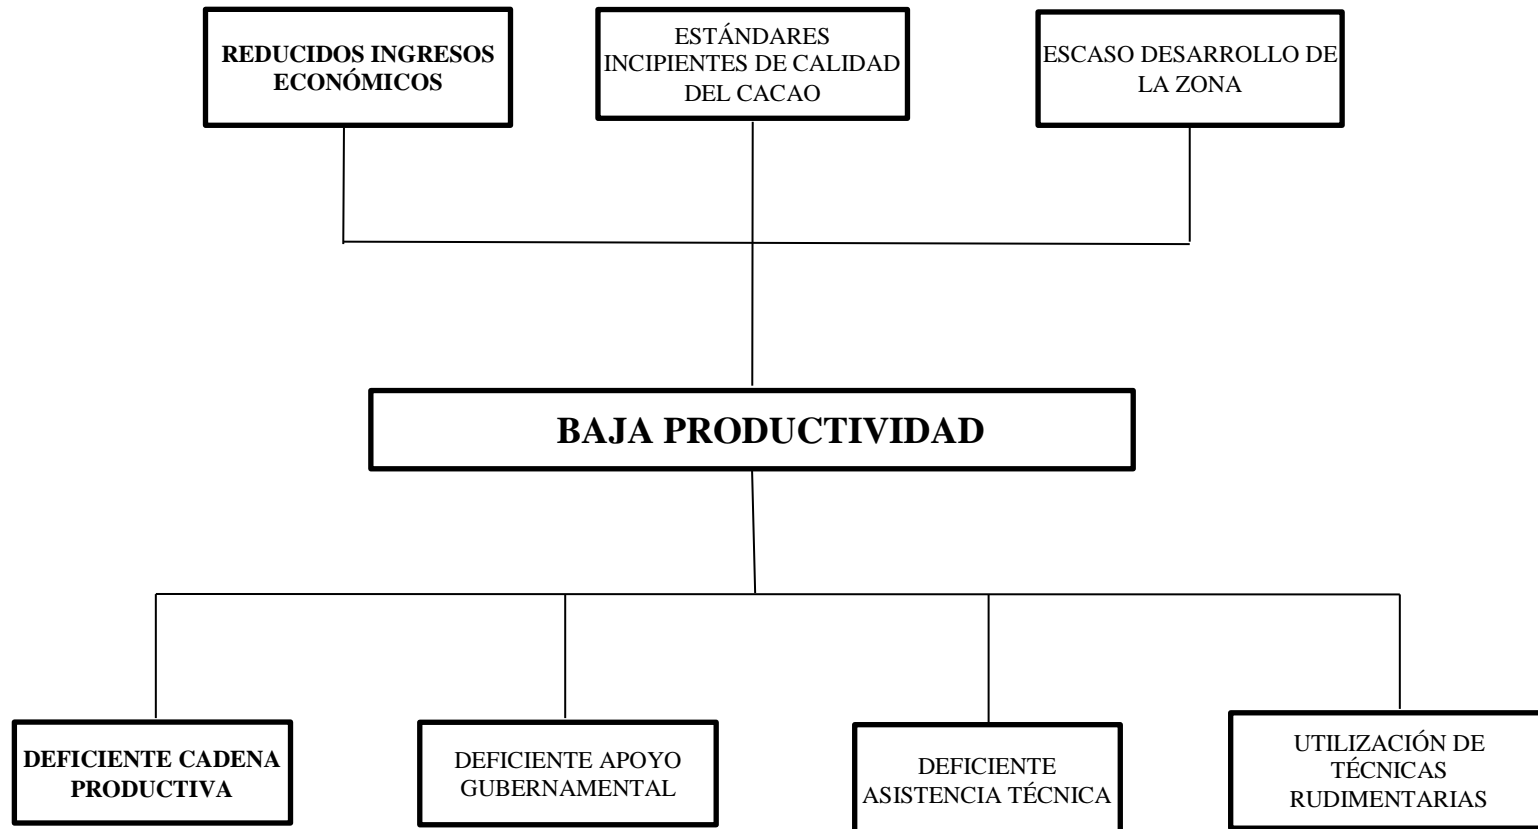 REDUCIDOS INGRESOS
ECONÓMICOS
ESTÁNDARES
INCIPIENTES DE CALIDAD
DEL CACAO
ESCASO DESARROLLO DE
LA ZONA
BAJA PRODUCTIVIDAD
DEFICIENTE CADENA
PRODUCTIVA
DEFICIENTE APOYO
GUBERNAMENTAL
DEFICIENTE
ASISTENCIA TÉCNICA
UTILIZACIÓN DE
TÉCNICAS
RUDIMENTARIAS